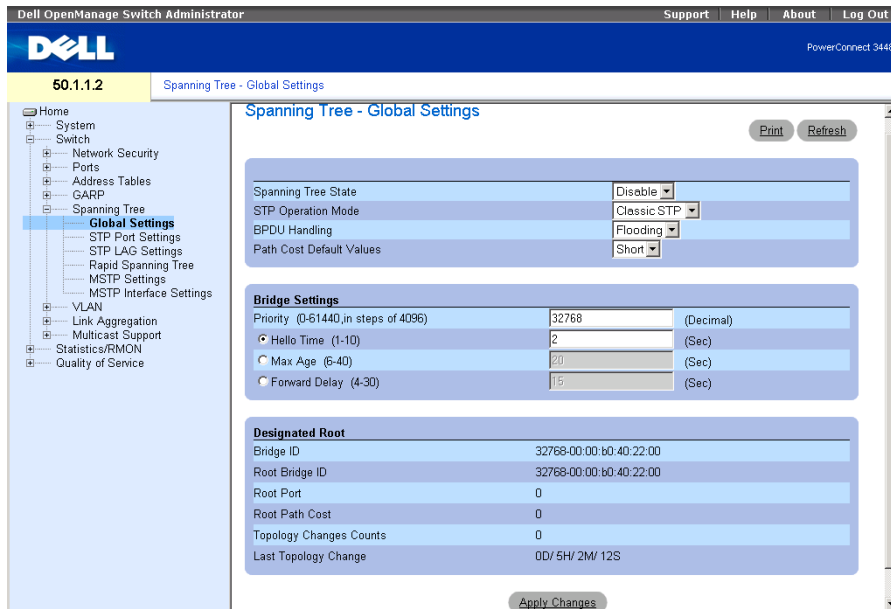 Dell OpenManage Switch Administrator
Support Help About Log Out
DELL
PowerConnect 3448
50.1.1.2
Spanning Tree - Global Settings
Home
System
Switch
Network Security
Ports
Address Tables
GARP
Spanning Tree
Global Settings
STP Port Settings
STP LAG Settings
Rapid Spanning Tree
MSTP Settings
MSTP Interface Settings
VLAN
Link Aggregation
Multicast Support
Statistics/RMON
Quality of Service
Spanning Tree - Global Settings
Print Refresh
Spanning Tree State Disable
STP Operation Mode Classic STP
BPDU Handling Flooding
Path Cost Default Values Short
Bridge Settings
Priority (0-61440,in steps of 4096) 32768 (Decimal)
Hello Time (1-10) 2 (Sec)
Max Age (6-40) 20 (Sec)
Forward Delay (4-30) 15 (Sec)
Designated Root
Bridge ID 32768-00:00:b0:40:22:00
Root Bridge ID 32768-00:00:b0:40:22:00
Root Port 0
Root Path Cost 0
Topology Changes Counts 0
Last Topology Change 0D/ 5H/ 2M/ 12S
Apply Changes